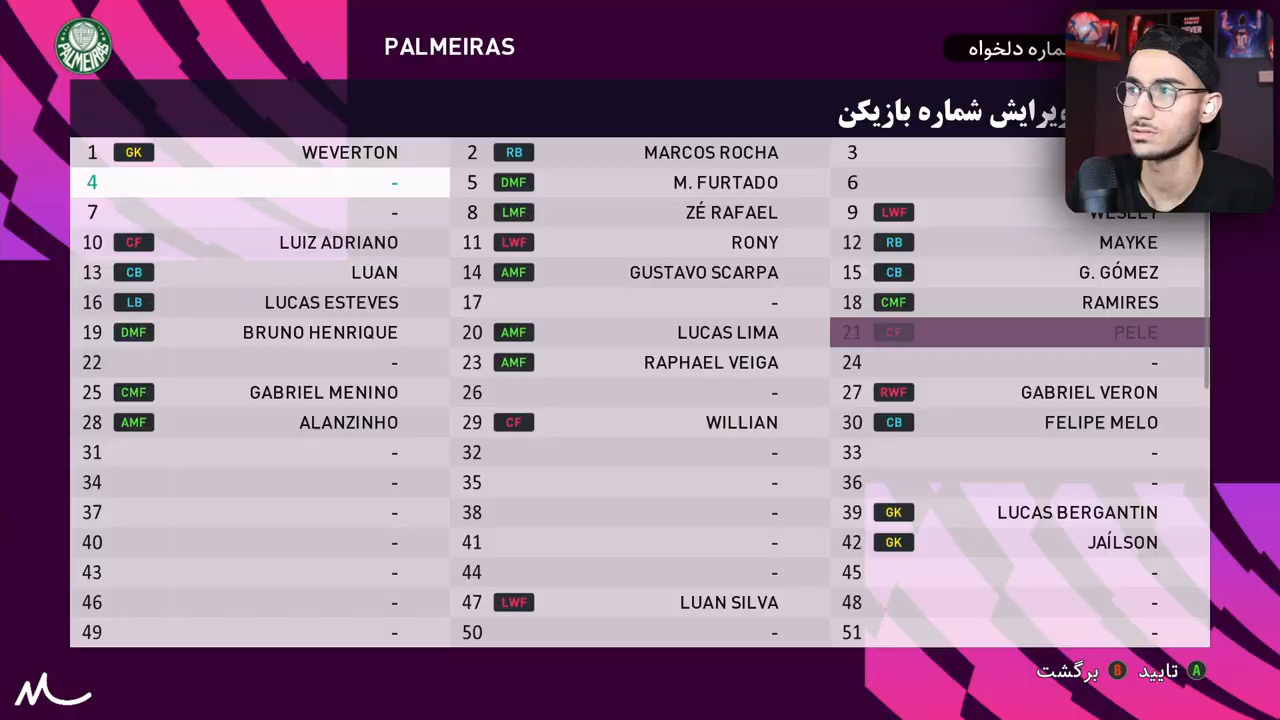 PALMEIRAS
PALMEIRAS
ماره دلخواه
ویرایش شماره بازیکن
1 GK WEVERTON
2 RB MARCOS ROCHA
3
4 -
5 DMF M. FURTADO
6
7 -
8 LMF ZÉ RAFAEL
9 LWF WESLEY
10 CF LUIZ ADRIANO
11 LWF RONY
12 RB MAYKE
13 CB LUAN
14 AMF GUSTAVO SCARPA
15 CB G. GÓMEZ
16 LB LUCAS ESTEVES
17 -
18 CMF RAMIRES
19 DMF BRUNO HENRIQUE
20 AMF LUCAS LIMA
21 CF PELE
22 -
23 AMF RAPHAEL VEIGA
24 -
25 CMF GABRIEL MENINO
26 -
27 RWF GABRIEL VERON
28 AMF ALANZINHO
29 CF WILLIAN
30 CB FELIPE MELO
31 -
32 -
33 -
34 -
35 -
36 -
37 -
38 -
39 GK LUCAS BERGANTIN
40 -
41 -
42 GK JAÍLSON
43 -
44 -
45 -
46 -
47 LWF LUAN SILVA
48 -
49 -
50 -
51 -
برگشت B تایید A